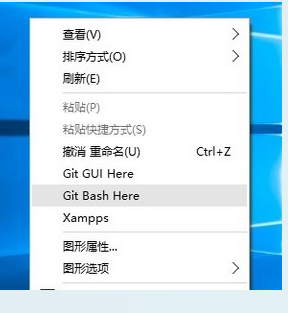 查看(V)
排序方式(O)
刷新(E)
粘贴(P)
粘贴快捷方式(S)
撤消 重命名(U) Ctrl+Z
Git GUI Here
Git Bash Here
Xampps
图形属性...
图形选项